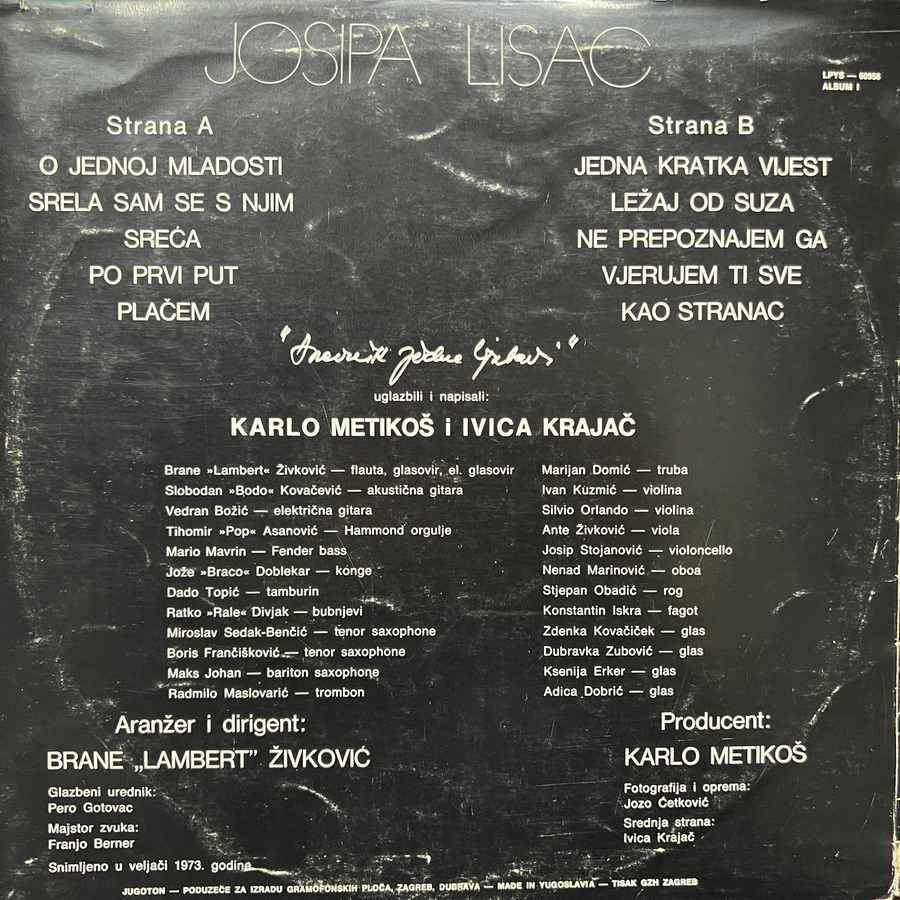 JOSIPA LISAC
LPYS — 60958
ALBUM I
Strana A
O JEDNOJ MLADOSTI
SRELA SAM SE S NJIM
SREĆA
PO PRVI PUT
PLAČEM
Strana B
JEDNA KRATKA VIJEST
LEŽAJ OD SUZA
NE PREPOZNAJEM GA
VJERUJEM TI SVE
KAO STRANAC
"Dnevnik jedne ljubavi"
uglazbili i napisali:
KARLO METIKOŠ i IVICA KRAJAČ
Brane »Lambert« Živković — flauta, glasovir, el. glasovir
Slobodan »Bodo« Kovačević — akustična gitara
Vedran Božić — električna gitara
Tihomir »Pop« Asanović — Hammond orgulje
Mario Mavrin — Fender bass
Jože »Braco« Doblekar — konge
Dado Topić — tamburin
Ratko »Rale« Divjak — bubnjevi
Miroslav Sedak-Benčić — tenor saxophone
Boris Frančišković — tenor saxophone
Maks Johan — bariton saxophone
Radmilo Maslovarić — trombon
Marijan Domić — truba
Ivan Kuzmić — violina
Silvio Orlando — violina
Ante Živković — viola
Josip Stojanović — violoncello
Nenad Marinović — oboa
Stjepan Obadić — rog
Konstantin Iskra — fagot
Zdenka Kovačiček — glas
Dubravka Zubović — glas
Ksenija Erker — glas
Adica Dobrić — glas
Aranžer i dirigent:
BRANE „LAMBERT" ŽIVKOVIĆ
Glazbeni urednik:
Pero Gotovac
Majstor zvuka:
Franjo Berner
Snimljeno u veljači 1973. godine
Producent:
KARLO METIKOŠ
Fotografija i oprema:
Jozo Ćetković
Srednja strana:
Ivica Krajač
JUGOTON — PODUZEĆE ZA IZRADU GRAMOFONSKIH PLOČA, ZAGREB, DUBRAVA — MADE IN YUGOSLAVIA — TISAK GZH ZAGREB